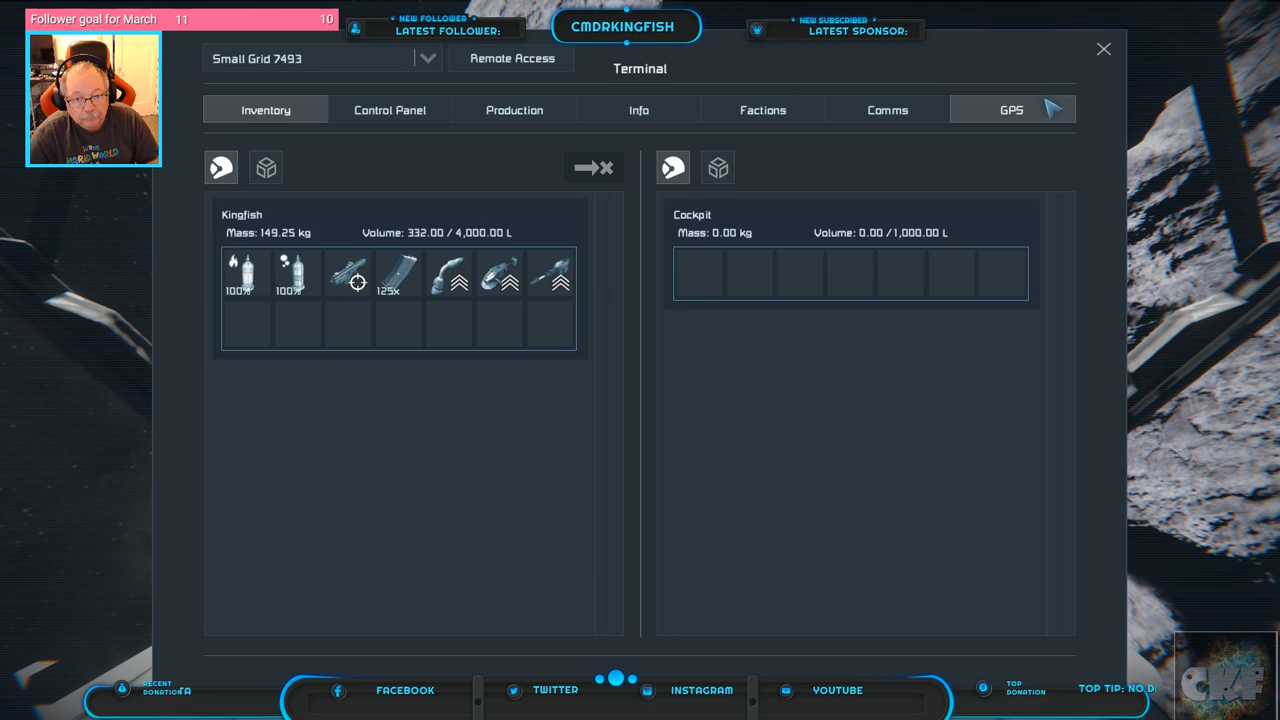 Follower goal for March 11 10
NEW FOLLOWER
LATEST FOLLOWER:
CMDRKINGFISH
NEW SUBSCRIBER
LATEST SPONSOR:
Small Grid 7493
Remote Access
Terminal
Inventory
Control Panel
Production
Info
Factions
Comms
GPS
Kingfish
Mass: 149.25 kg Volume: 332.00 / 4,000.00 L
100% 100% 125x
Cockpit
Mass: 0.00 kg Volume: 0.00 / 1,000.00 L
RECENT
DONATION
TA
FACEBOOK
TWITTER
INSTAGRAM
YOUTUBE
TOP
DONATION
TOP TIP: NO D
CKF